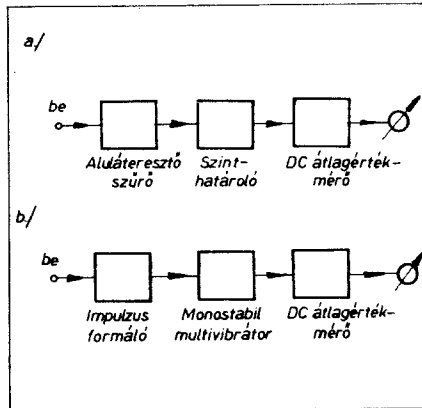 a./
be
Aluláteresztő szűrő
Szint-határoló
DC átlagérték-mérő
b./
be
Impulzus formáló
Monostabil multivibrátor
DC átlagérték-mérő